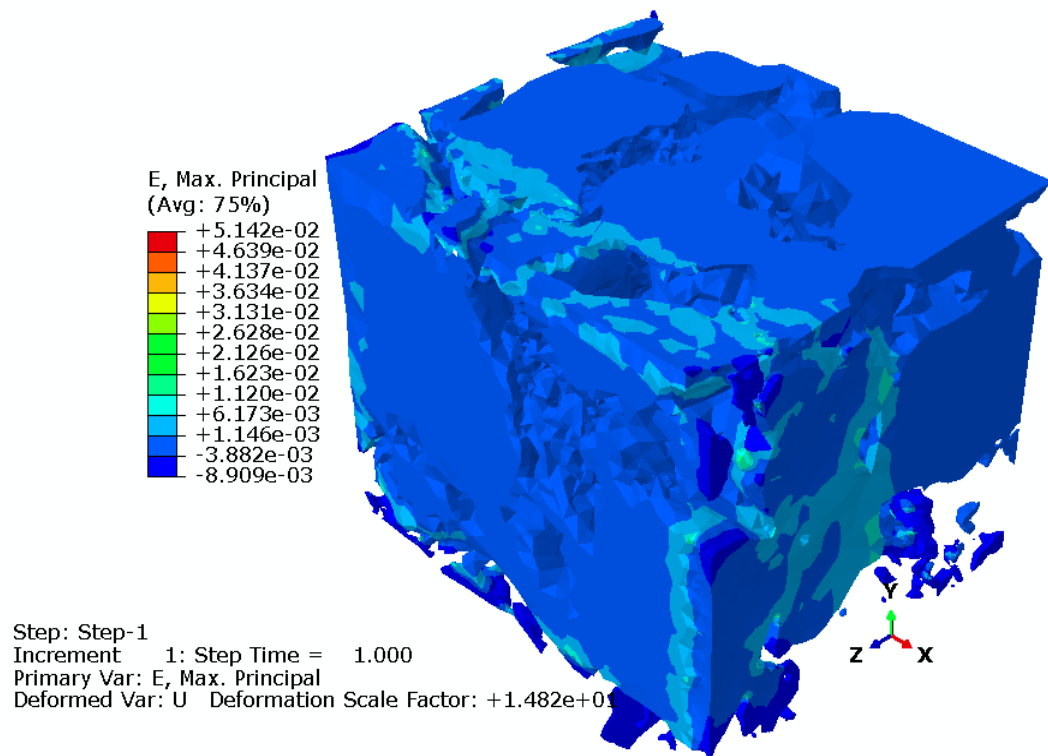 E, Max. Principal
(Avg: 75%)
+5.142e-02
+4.639e-02
+4.137e-02
+3.634e-02
+3.131e-02
+2.628e-02
+2.126e-02
+1.623e-02
+1.120e-02
+6.173e-03
+1.146e-03
-3.882e-03
-8.909e-03
Y
Z
X
Step: Step-1
Increment 1: Step Time = 1.000
Primary Var: E, Max. Principal
Deformed Var: U Deformation Scale Factor: +1.482e+01